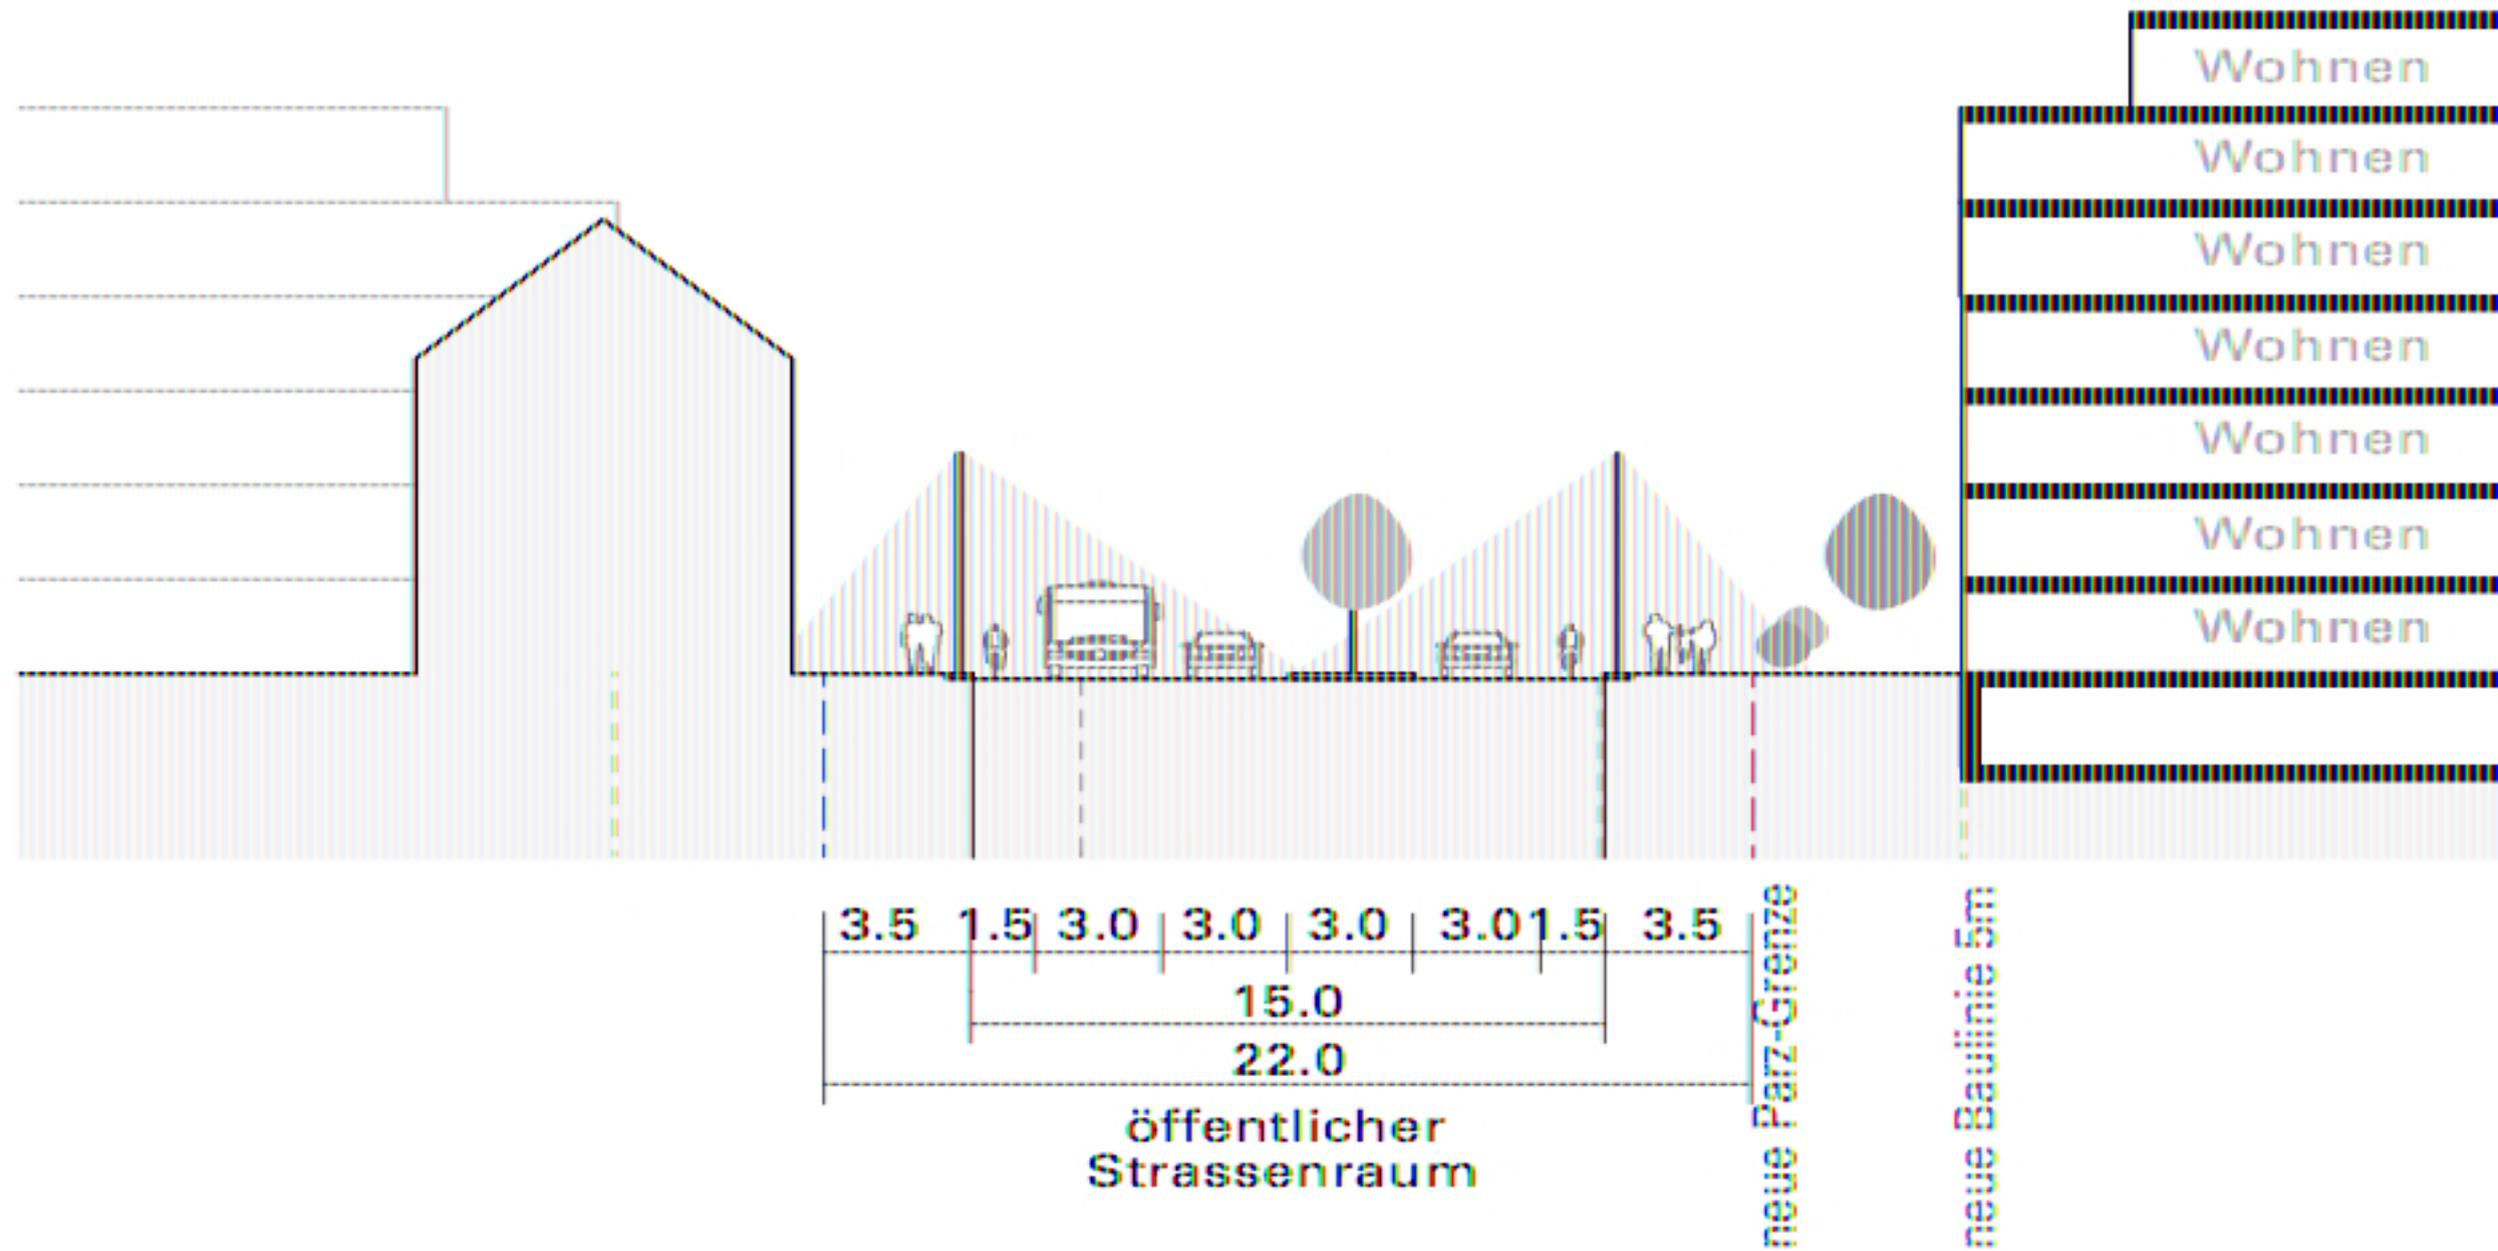 Wohnen
Wohnen
Wohnen
Wohnen
Wohnen
Wohnen
Wohnen
3.5 1.5 3.0 3.0 3.0 3.0 1.5 3.5
15.0
22.0
öffentlicher
Strassenraum
neue Parz-Grenze
neue Baulinie 5m